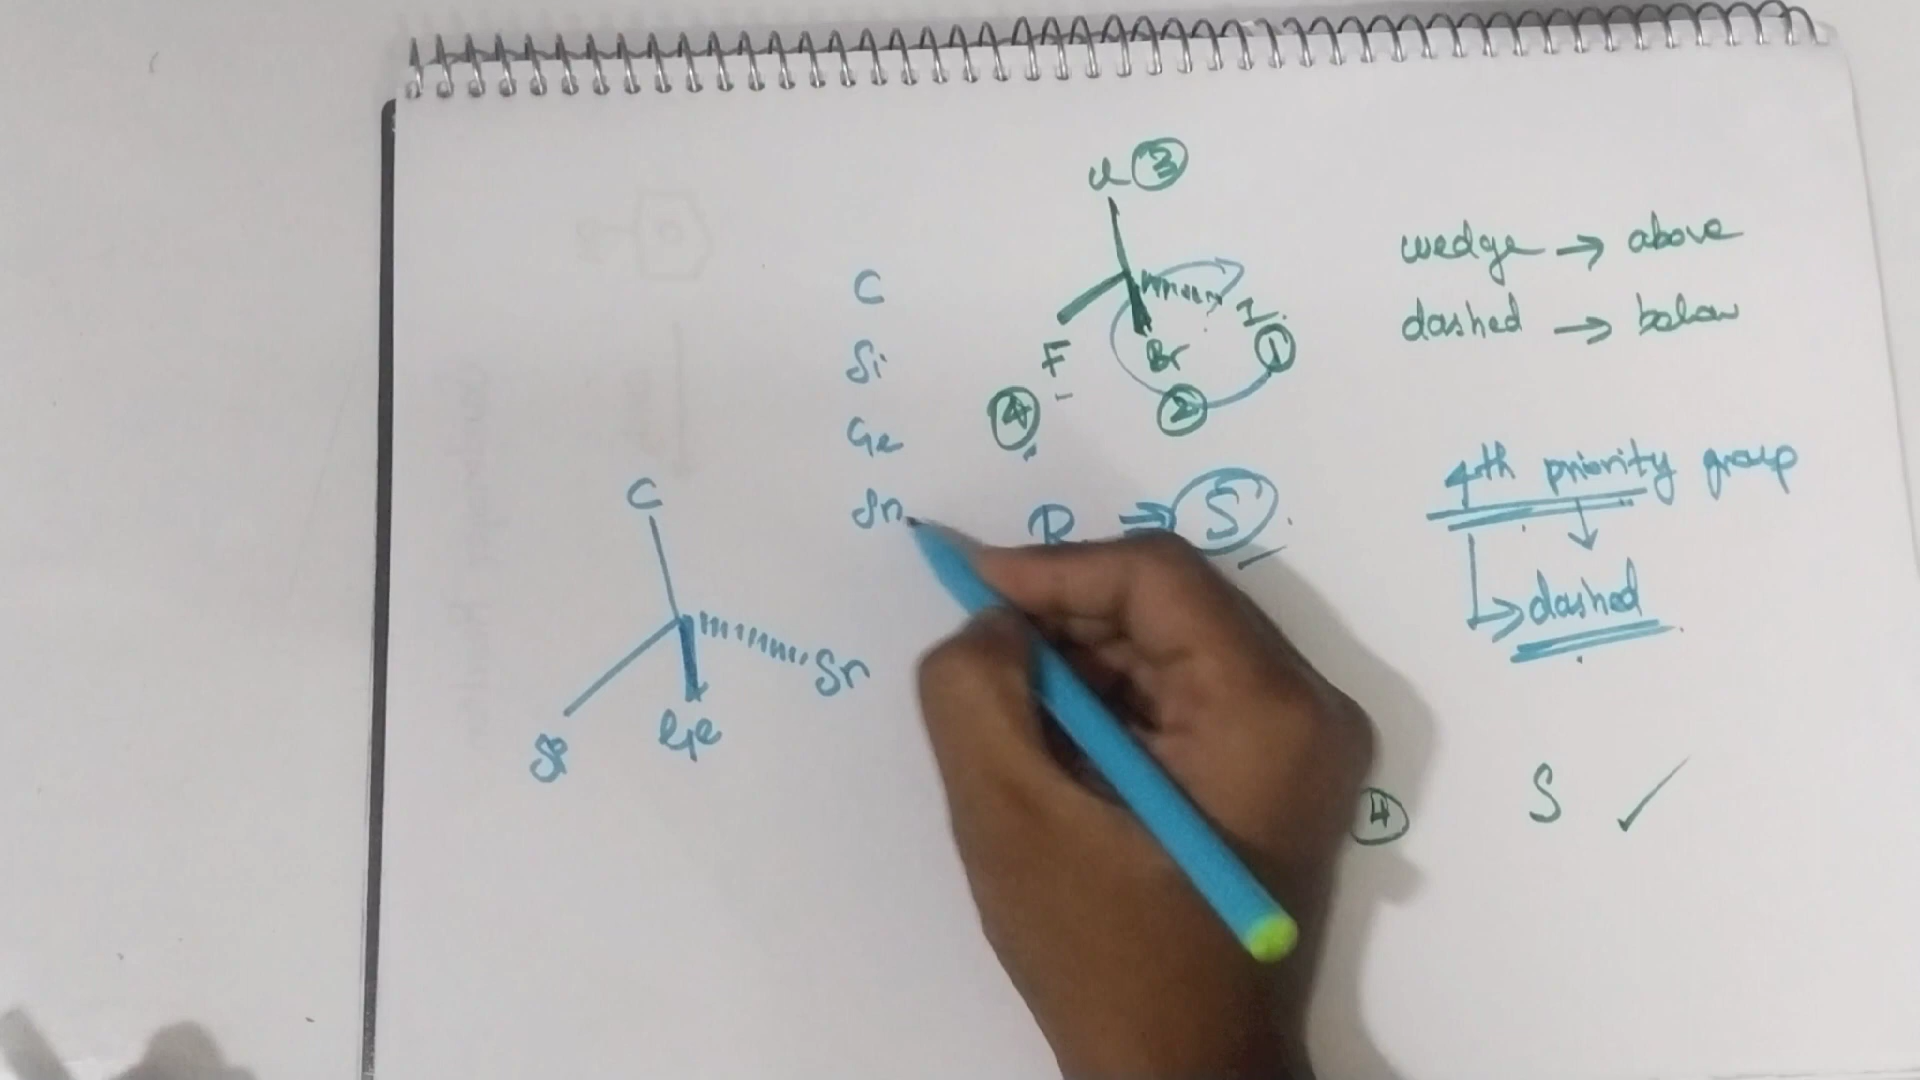 Cl ③
F Br I ①
④ ②
R → S
wedge → above
dashed → below
4th priority group
→ dashed
④ S ✓
C
Si
Ge
Sn
C
Sn
Si Ge